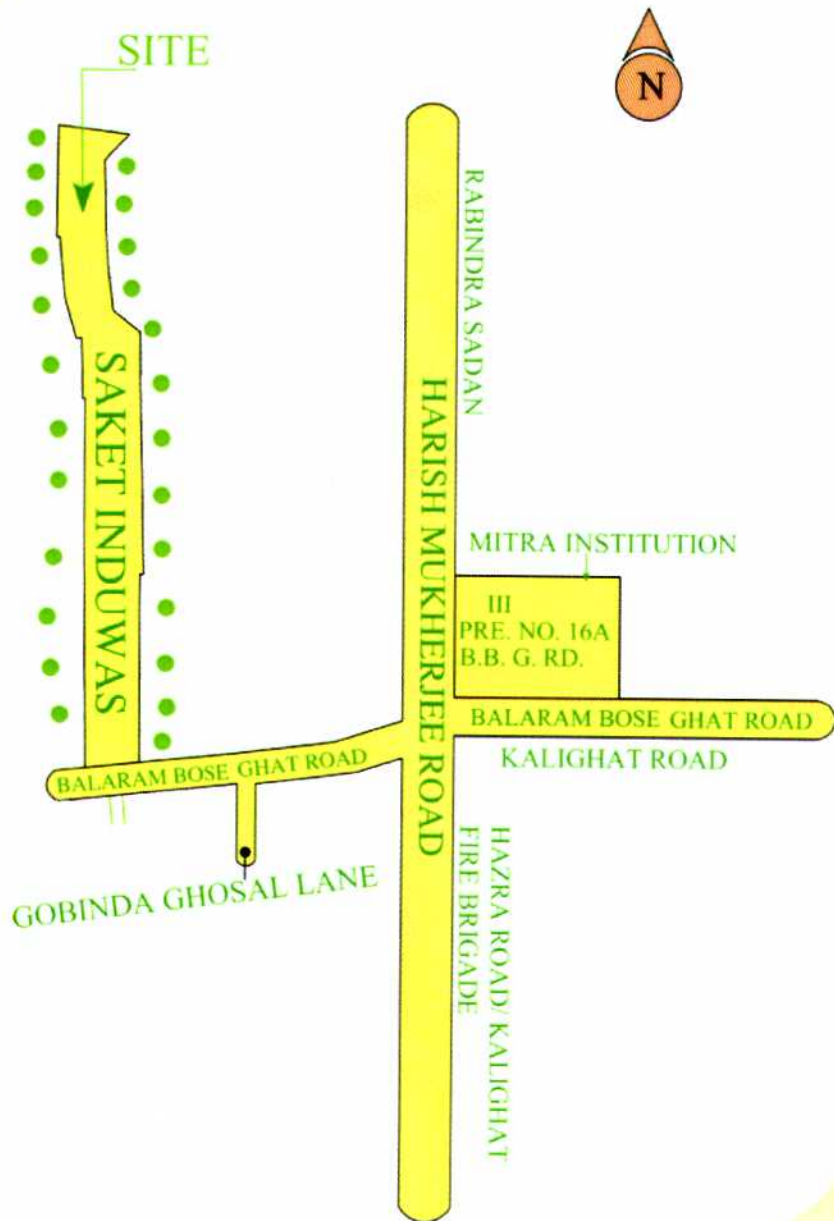 SITE
N
RABINDRA SADAN
SAKET INDUWAS
HARISH MUKHERJEE ROAD
MITRA INSTITUTION
III
PRE. NO. 16A
B.B. G. RD.
BALARAM BOSE GHAT ROAD
KALIGHAT ROAD
BALARAM BOSE GHAT ROAD
GOBINDA GHOSAL LANE
HAZRA ROAD/ KALIGHAT
FIRE BRIGADE